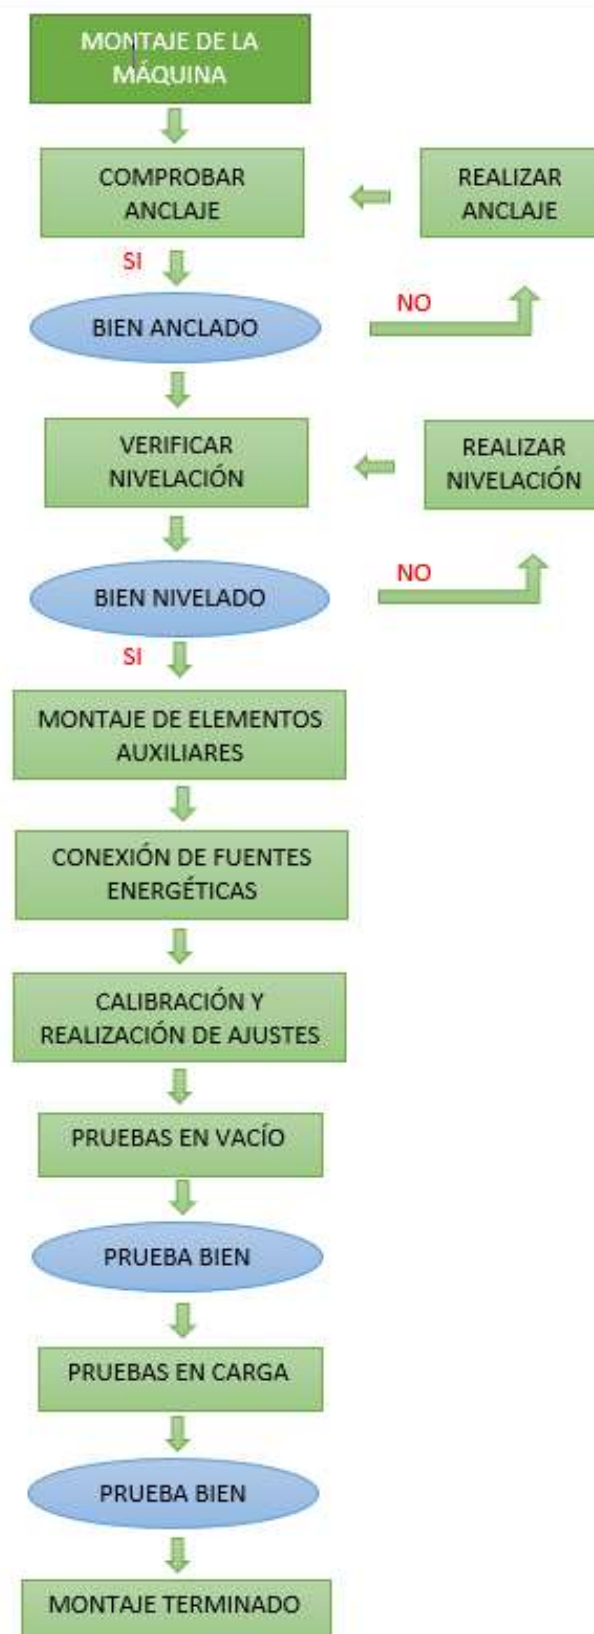 MONTAJE DE LA
MÁQUINA
COMPROBAR
ANCLAJE
REALIZAR
ANCLAJE
SI
BIEN ANCLADO
NO
VERIFICAR
NIVELACIÓN
REALIZAR
NIVELACIÓN
BIEN NIVELADO
NO
SI
MONTAJE DE ELEMENTOS
AUXILIARES
CONEXIÓN DE FUENTES
ENERGÉTICAS
CALIBRACIÓN Y
REALIZACIÓN DE AJUSTES
PRUEBAS EN VACÍO
PRUEBA BIEN
PRUEBAS EN CARGA
PRUEBA BIEN
MONTAJE TERMINADO